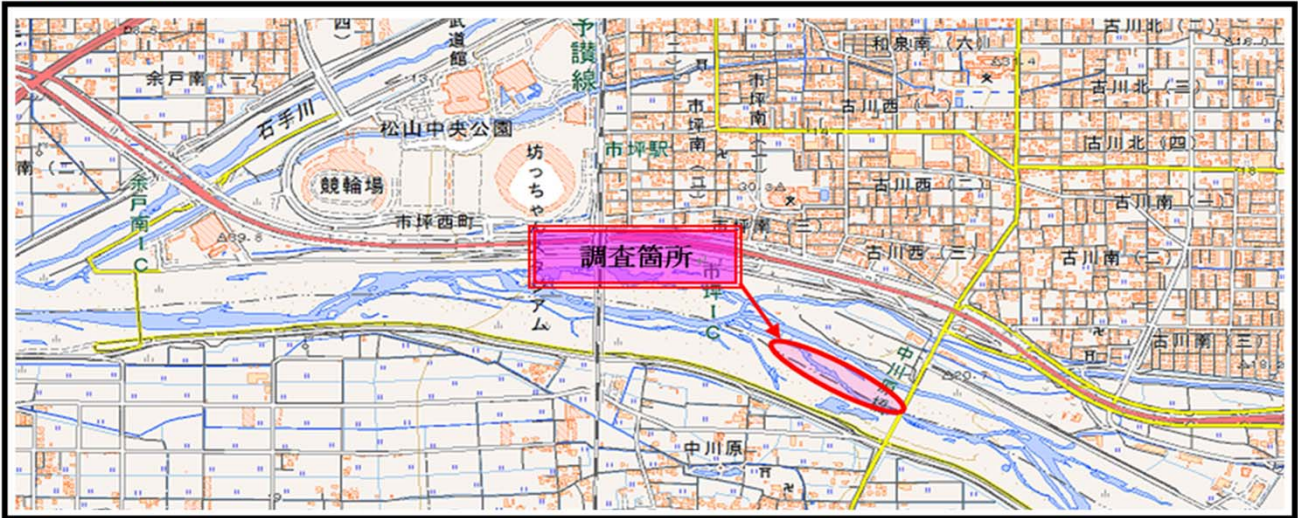 (四)
武道館
予讃線
余戸南(一)
石手川
松山中央公園
競輪場
坊っちゃ
市坪西町
南(二)
余戸南IC
市坪駅
市坪南
市坪南(三)
和泉南(六)
古川北(二)
古川西(一)
古川北(三)
古川北(四)
古川西(二)
古川南(一)
古川西(三)
古川南(二)
古川南(三)
調査箇所
市坪IC
アム
中川原